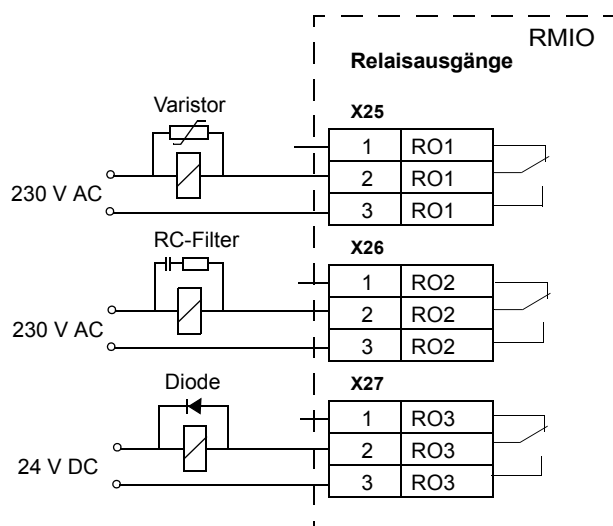 RMIO
Relaisausgänge
Varistor
X25
1 RO1
2 RO1
230 V AC
3 RO1
RC-Filter
X26
1 RO2
2 RO2
230 V AC
3 RO2
Diode
X27
1 RO3
2 RO3
24 V DC
3 RO3